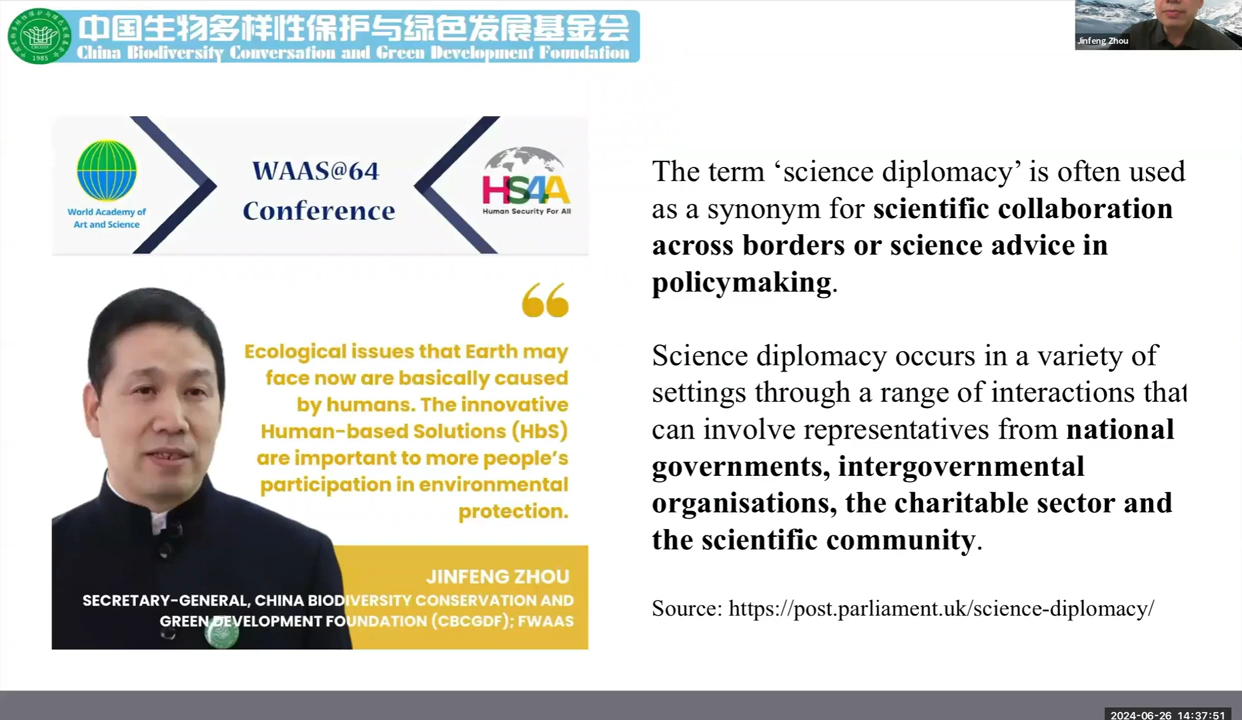 中国生物多样性保护与绿色发展基金会
China Biodiversity Conversation and Green Development Foundation
CBCGDF
1985
Jinfeng Zhou
WAAS@64
Conference
World Academy of
Art and Science
HS4A
Human Security For All
“
Ecological issues that Earth may
face now are basically caused
by humans. The innovative
Human-based Solutions (HbS)
are important to more people’s
participation in environmental
protection.
JINFENG ZHOU
SECRETARY-GENERAL, CHINA BIODIVERSITY CONSERVATION AND
GREEN DEVELOPMENT FOUNDATION (CBCGDF); FWAAS
The term ‘science diplomacy’ is often used
as a synonym for scientific collaboration
across borders or science advice in
policymaking.
Science diplomacy occurs in a variety of
settings through a range of interactions that
can involve representatives from national
governments, intergovernmental
organisations, the charitable sector and
the scientific community.
Source: https://post.parliament.uk/science-diplomacy/
2024-06-26 14:37:51